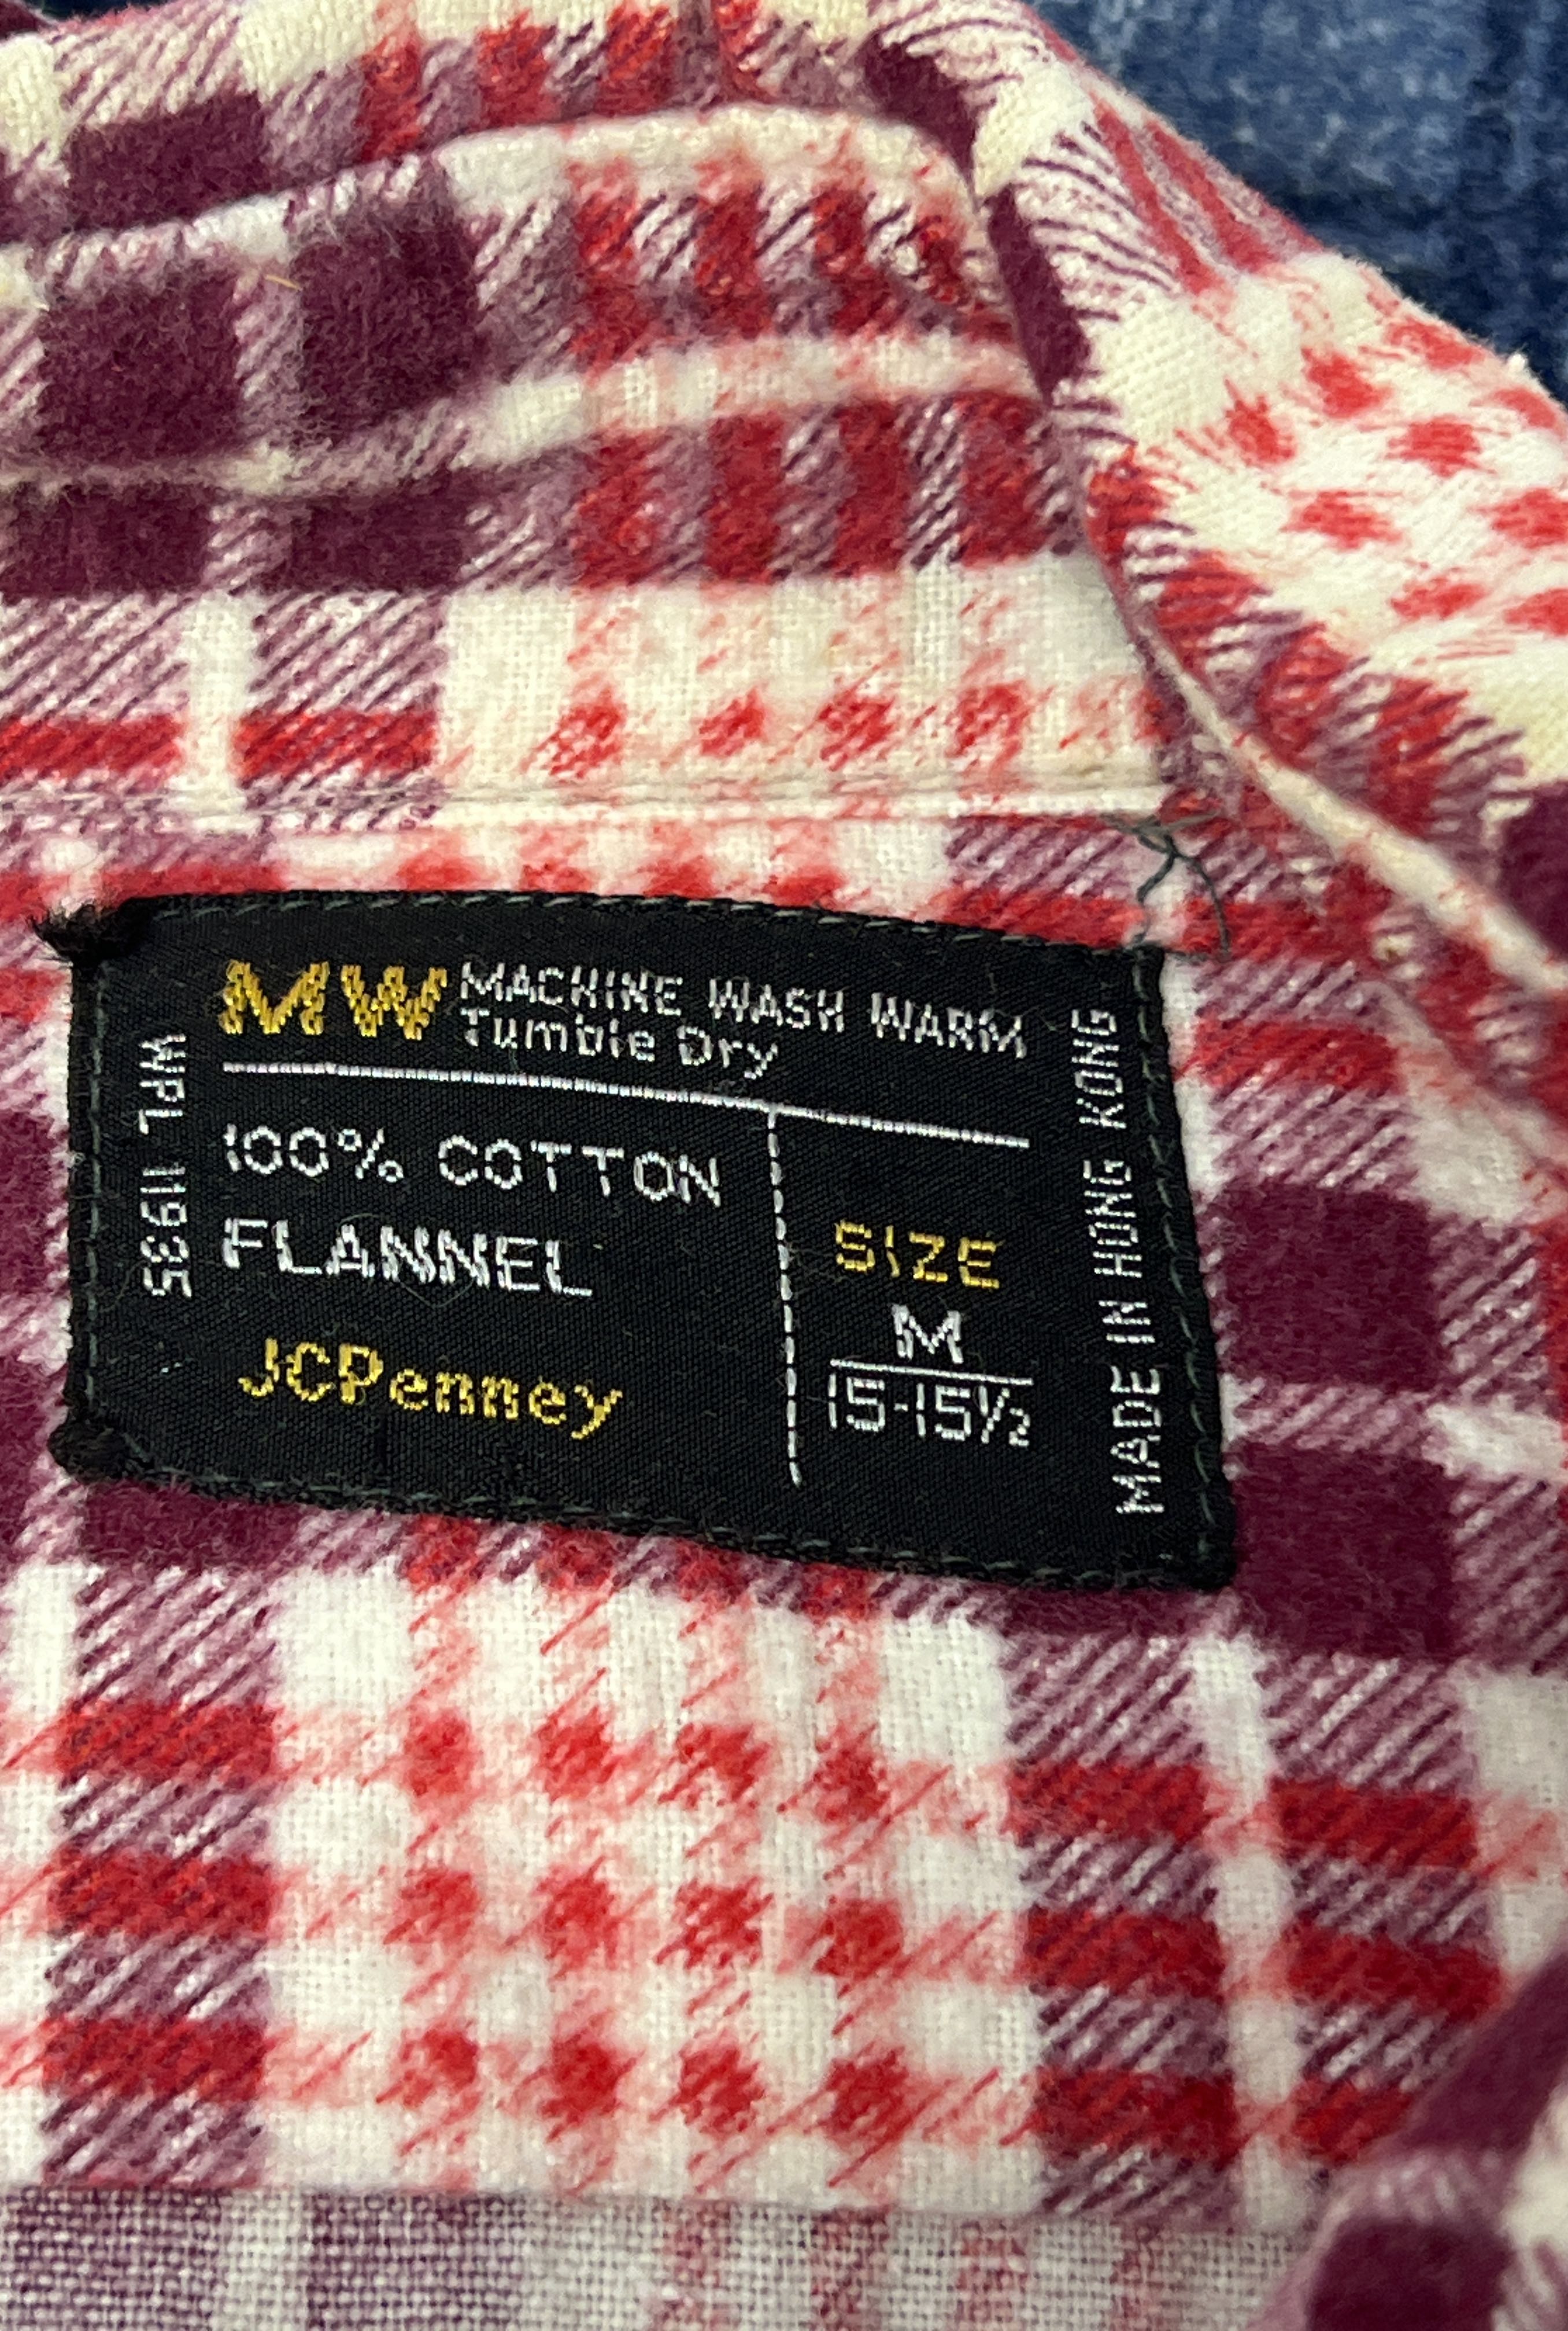 MW MACHINE WASH WARM
Tumble Dry
WPL 11935
100% COTTON
FLANNEL
JCPenney
SIZE
M
15-15½
MADE IN HONG KONG